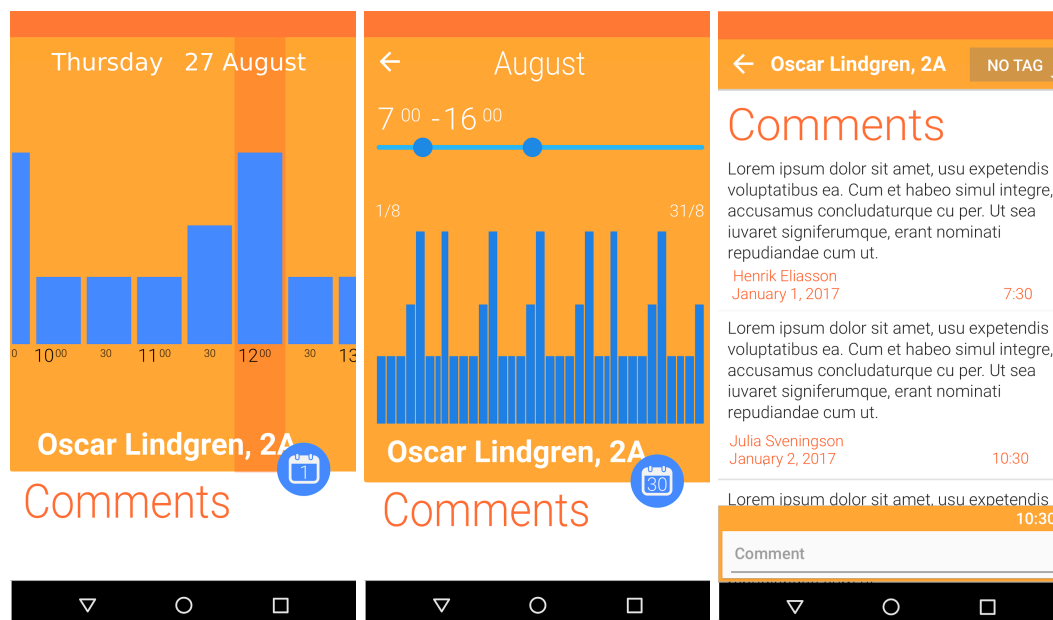 Thursday 27 August
0 10 00 30 11 00 30 12 00 30 13
Oscar Lindgren, 2A
1
Comments
August
7 00 - 16 00
1/8 31/8
Oscar Lindgren, 2A
30
Comments
Oscar Lindgren, 2A NO TAG
Comments
Lorem ipsum dolor sit amet, usu expetendis
voluptatibus ea. Cum et habeo simul integre,
accusamus concludaturque cu per. Ut sea
iuvaret signiferumque, erant nominati
repudiandae cum ut.
Henrik Eliasson
January 1, 2017 7:30
Lorem ipsum dolor sit amet, usu expetendis
voluptatibus ea. Cum et habeo simul integre,
accusamus concludaturque cu per. Ut sea
iuvaret signiferumque, erant nominati
repudiandae cum ut.
Julia Sveningson
January 2, 2017 10:30
Lorem ipsum dolor sit amet, usu expetendis
10:30
Comment